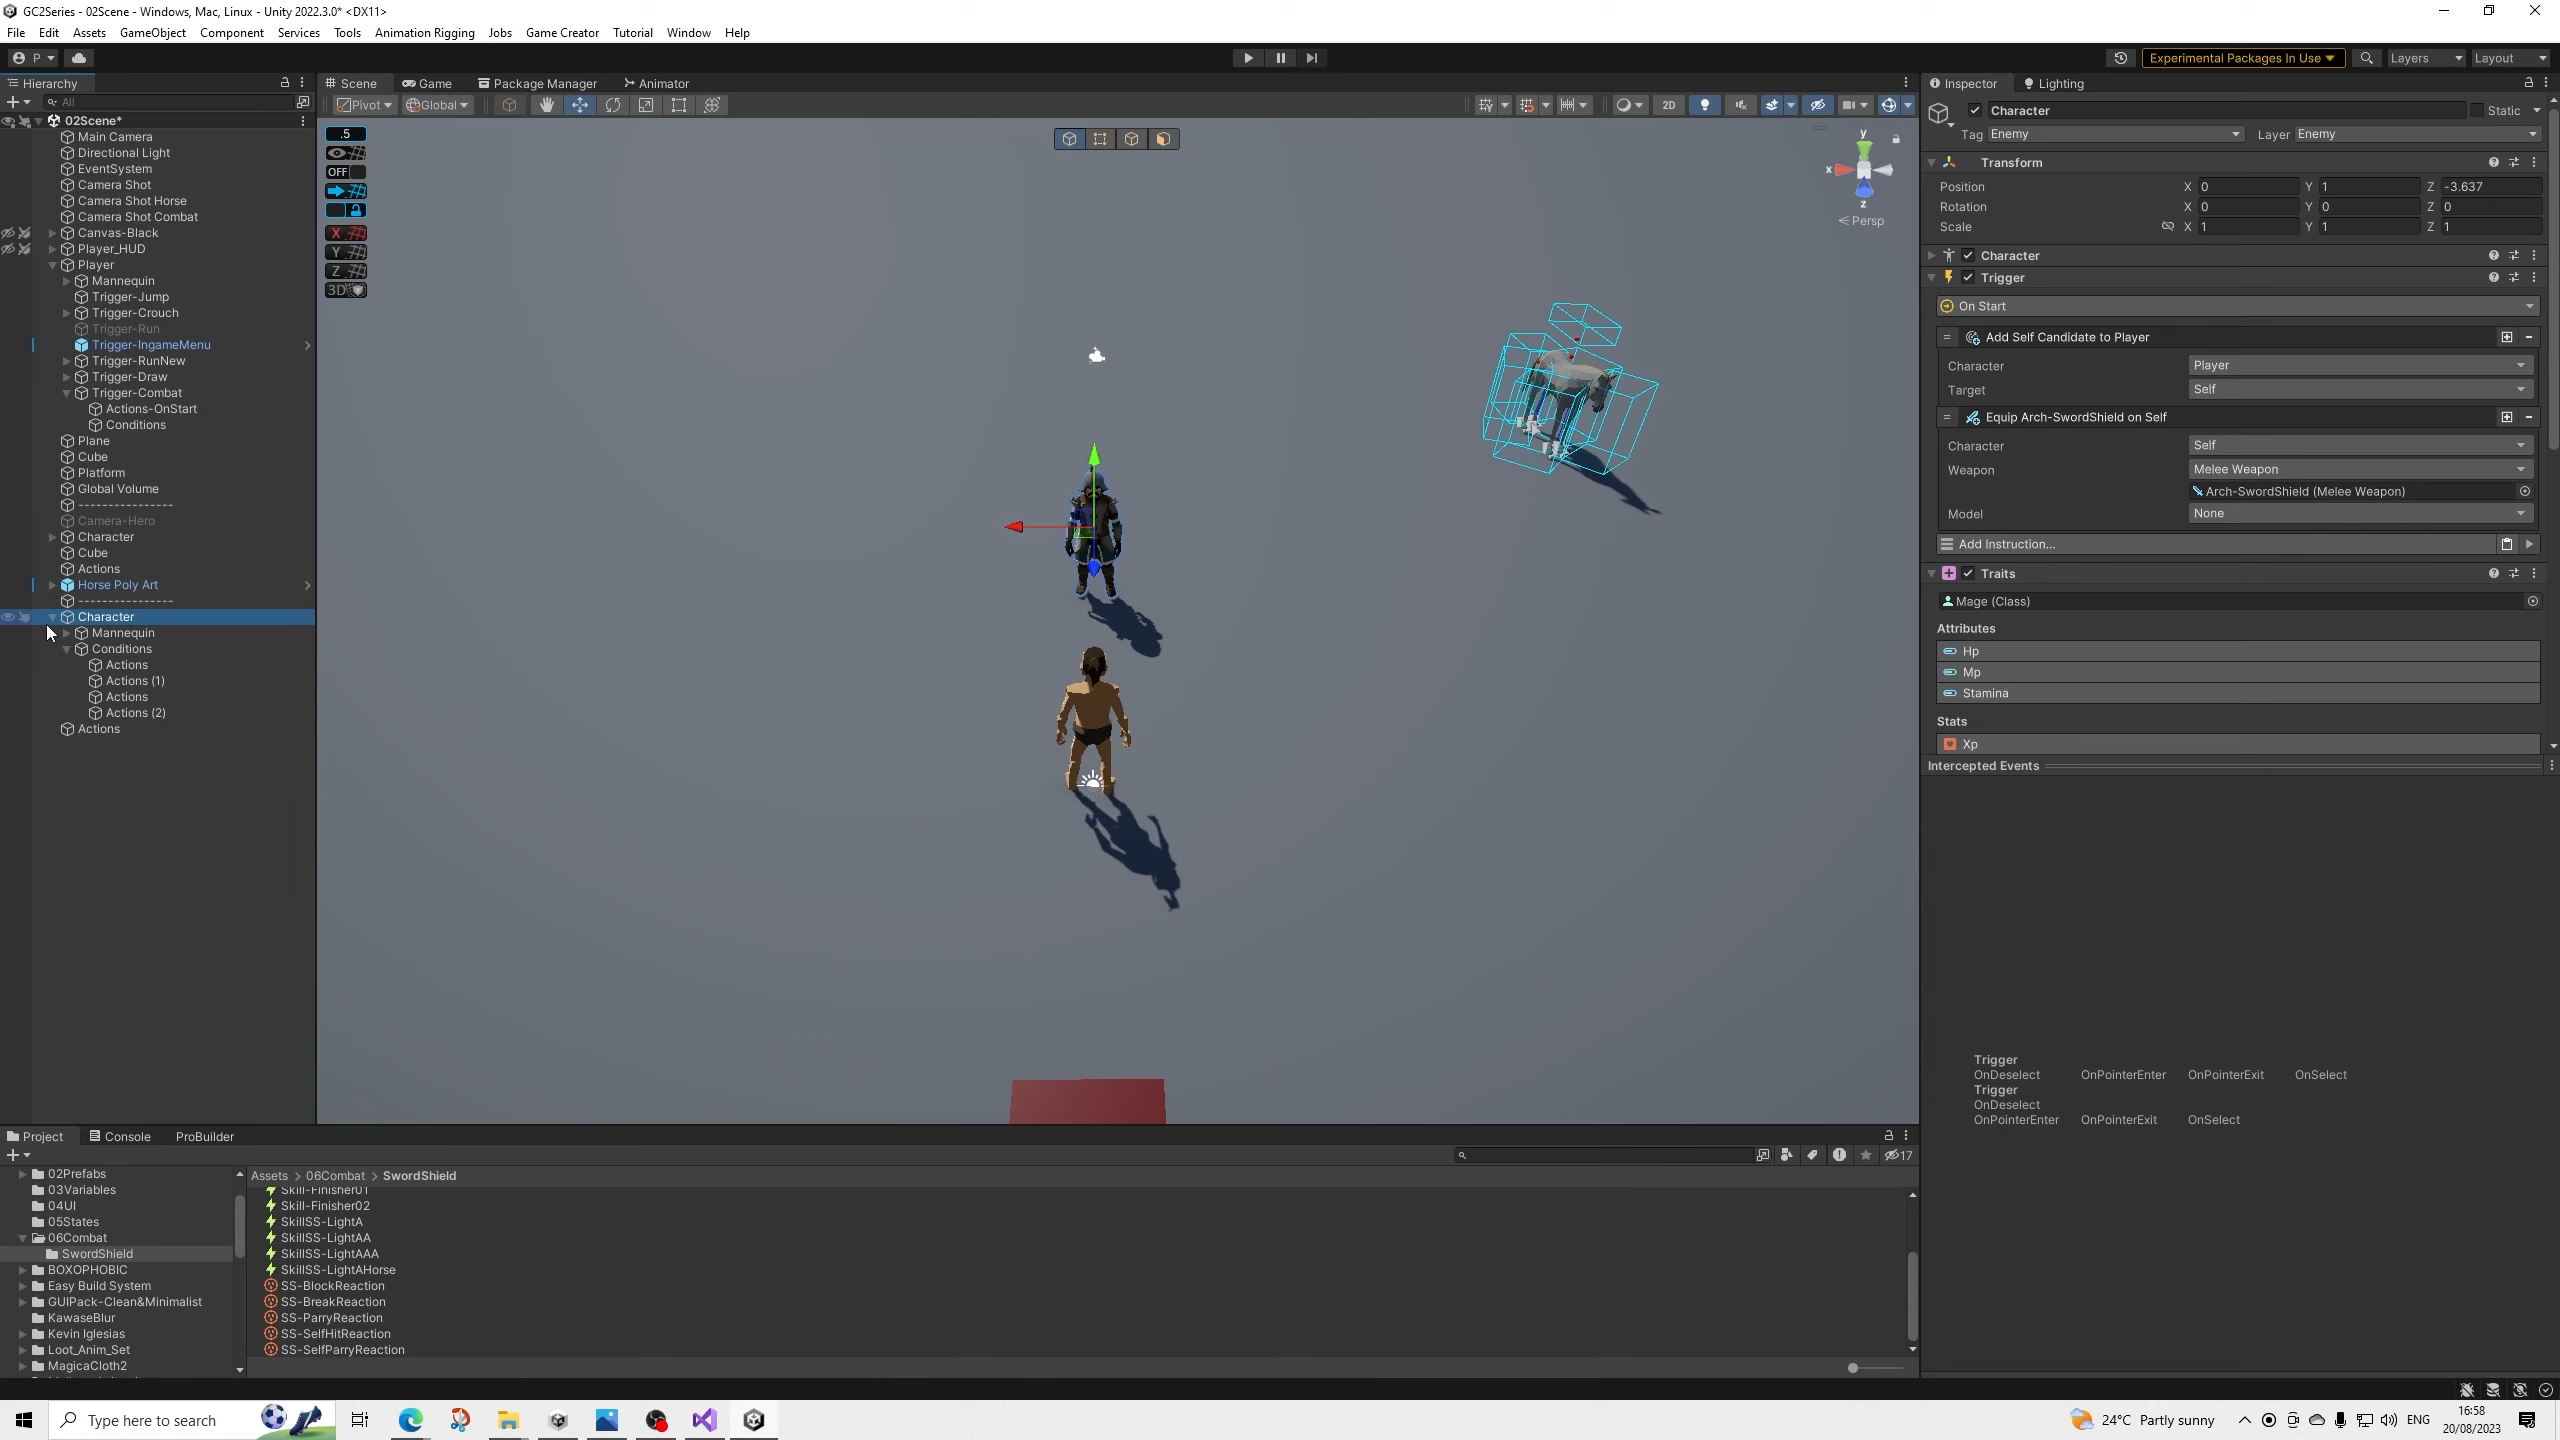 GC2Series - 02Scene - Windows, Mac, Linux - Unity 2022.3.0* <DX11>
File Edit Assets GameObject Component Services Tools Animation Rigging Jobs Game Creator Tutorial Window Help
P
Experimental Packages In Use
Layers
Layout
Hierarchy
All
02Scene*
Main Camera
Directional Light
EventSystem
Camera Shot
Camera Shot Horse
Camera Shot Combat
Canvas-Black
Player_HUD
Player
Mannequin
Trigger-Jump
Trigger-Crouch
Trigger-Run
Trigger-IngameMenu
Trigger-RunNew
Trigger-Draw
Trigger-Combat
Actions-OnStart
Conditions
Plane
Cube
Platform
Global Volume
----------------
Camera-Hero
Character
Cube
Actions
Horse Poly Art
----------------
Character
Mannequin
Conditions
Actions
Actions (1)
Actions
Actions (2)
Actions
Scene Game Package Manager Animator
Pivot Global
2D
.5
OFF
X
Y
Z
3D
y
x
z
Persp
Inspector Lighting
Character Static
Tag Enemy Layer Enemy
Transform
Position X 0 Y 1 Z -3.637
Rotation X 0 Y 0 Z 0
Scale X 1 Y 1 Z 1
Character
Trigger
On Start
Add Self Candidate to Player
Character Player
Target Self
Equip Arch-SwordShield on Self
Character Self
Weapon Melee Weapon
Arch-SwordShield (Melee Weapon)
Model None
Add Instruction...
Traits
Mage (Class)
Attributes
Hp
Mp
Stamina
Stats
Xp
Intercepted Events
Trigger
OnDeselect OnPointerEnter OnPointerExit OnSelect
Trigger
OnDeselect
OnPointerEnter OnPointerExit OnSelect
Project Console ProBuilder
17
02Prefabs
03Variables
04UI
05States
06Combat
SwordShield
BOXOPHOBIC
Easy Build System
GUIPack-Clean&Minimalist
KawaseBlur
Kevin Iglesias
Loot_Anim_Set
MagicaCloth2
Assets > 06Combat > SwordShield
Skill-Finisher01
Skill-Finisher02
SkillSS-LightA
SkillSS-LightAA
SkillSS-LightAAA
SkillSS-LightAHorse
SS-BlockReaction
SS-BreakReaction
SS-ParryReaction
SS-SelfHitReaction
SS-SelfParryReaction
Type here to search
24°C Partly sunny
ENG
16:58
20/08/2023